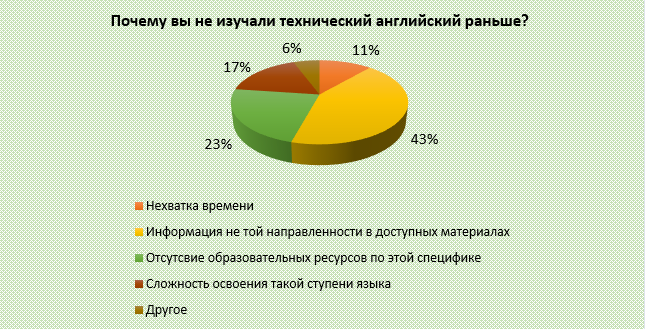 Почему вы не изучали технический английский раньше?
6%
11%
17%
43%
23%
Нехватка времени
Информация не той направленности в доступных материалах
Отсутсвие образовательных ресурсов по этой специфике
Сложность освоения такой ступени языка
Другое